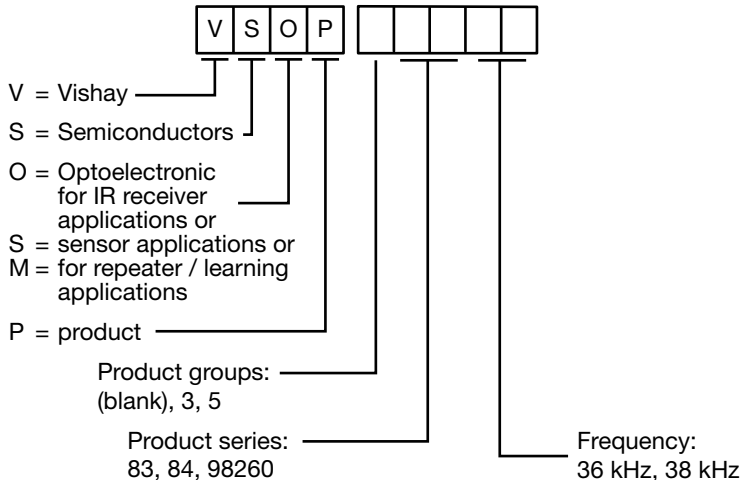 V S O P
V = Vishay
S = Semiconductors
O = Optoelectronic
for IR receiver
applications or
S = sensor applications or
M = for repeater / learning
applications
P = product
Product groups:
(blank), 3, 5
Product series:
83, 84, 98260
Frequency:
36 kHz, 38 kHz